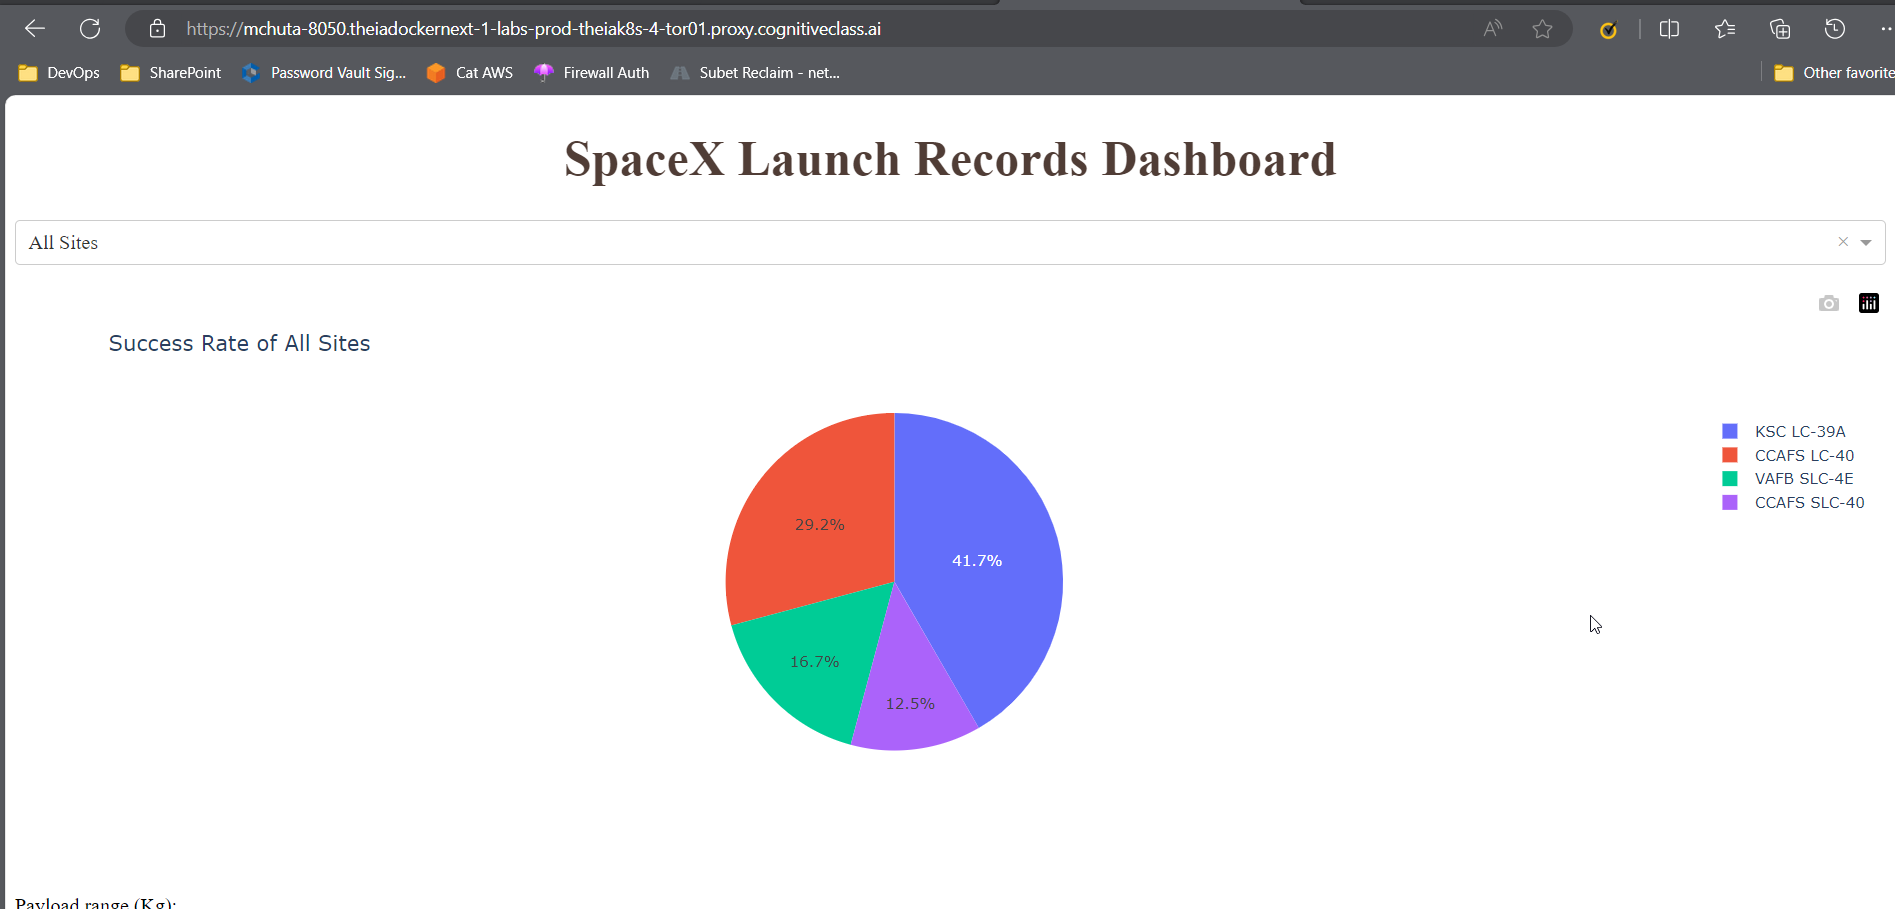 https://mchuta-8050.theiadockernext-1-labs-prod-theiak8s-4-tor01.proxy.cognitiveclass.ai
DevOps SharePoint Password Vault Sig... Cat AWS Firewall Auth Subet Reclaim - net... Other favorite
SpaceX Launch Records Dashboard
All Sites
Success Rate of All Sites
KSC LC-39A
CCAFS LC-40
VAFB SLC-4E
CCAFS SLC-40
29.2%
41.7%
16.7%
12.5%
Payload range (Kg):